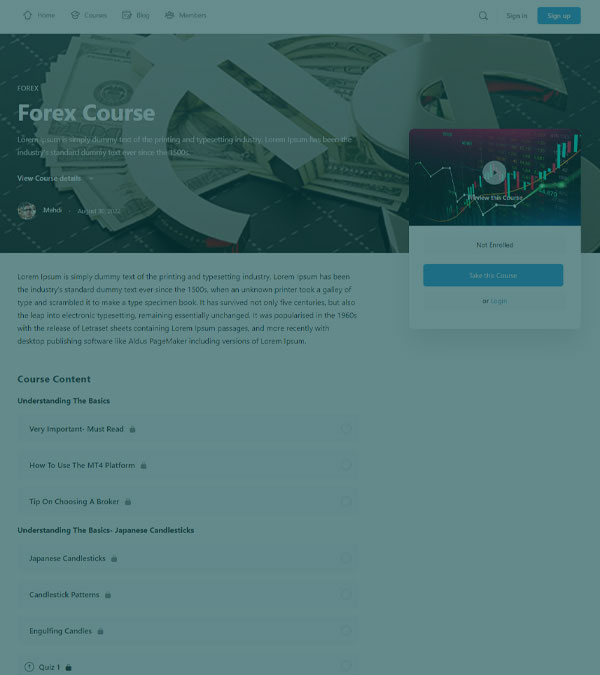 Home Courses Blog Members Sign in Sign up
FOREX
Forex Course
Lorem Ipsum is simply dummy text of the printing and typesetting industry. Lorem Ipsum has been the
industry's standard dummy text ever since the 1500s.
View Course details
Mehdi · August 30, 2022
Preview this Course
Not Enrolled
Take this Course
or Login
Lorem Ipsum is simply dummy text of the printing and typesetting industry. Lorem Ipsum has been
the industry's standard dummy text ever since the 1500s, when an unknown printer took a galley of
type and scrambled it to make a type specimen book. It has survived not only five centuries, but also
the leap into electronic typesetting, remaining essentially unchanged. It was popularised in the 1960s
with the release of Letraset sheets containing Lorem Ipsum passages, and more recently with
desktop publishing software like Aldus PageMaker including versions of Lorem Ipsum.
Course Content
Understanding The Basics
Very Important- Must Read
How To Use The MT4 Platform
Tip On Choosing A Broker
Understanding The Basics- Japanese Candlesticks
Japanese Candlesticks
Candlestick Patterns
Engulfing Candles
Quiz 1